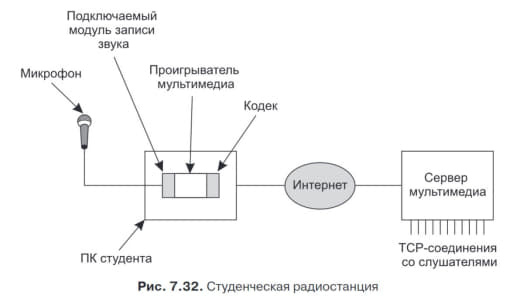 Подключаемый
модуль записи
звука
Микрофон
Проигрыватель
мультимедиа
Кодек
Интернет
Сервер
мультимедиа
ПК студента
TCP-соединения
со слушателями
Рис. 7.32. Студенческая радиостанция